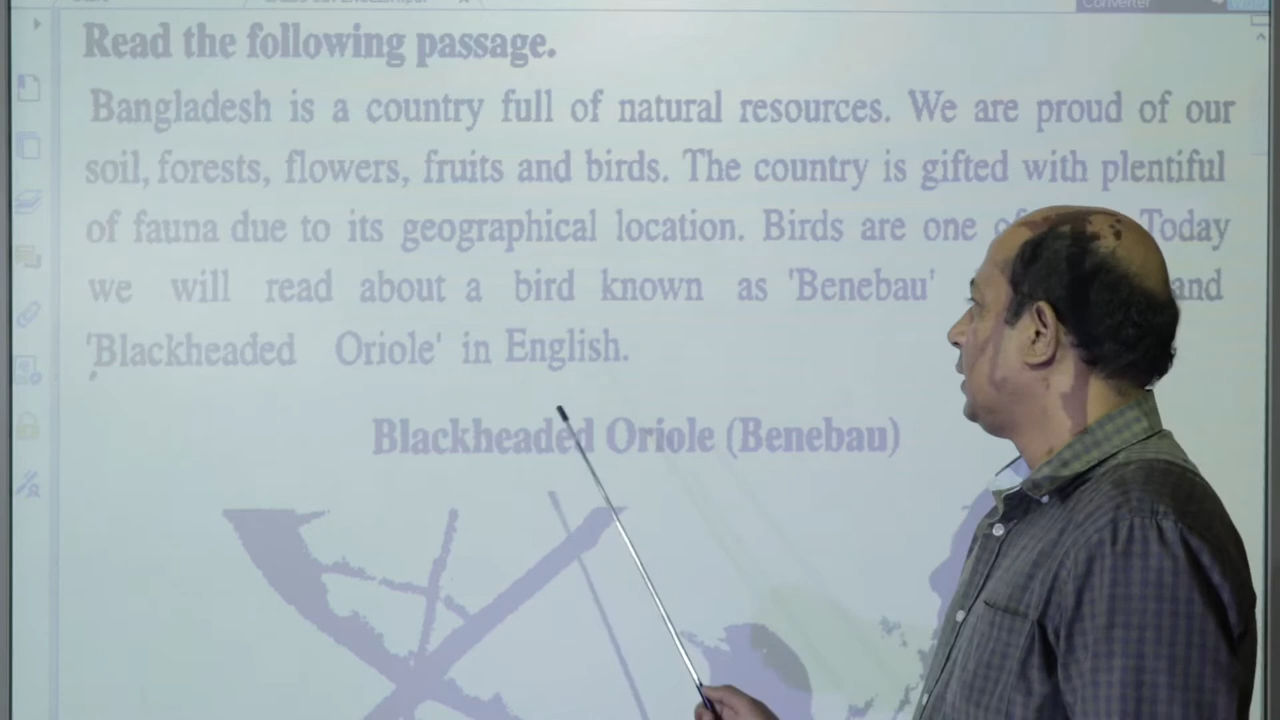 Converter
Read the following passage.
Bangladesh is a country full of natural resources. We are proud of our
soil, forests, flowers, fruits and birds. The country is gifted with plentiful
of fauna due to its geographical location. Birds are one Today
we will read about a bird known as 'Benebau' and
'Blackheaded Oriole' in English.
Blackheaded Oriole (Benebau)